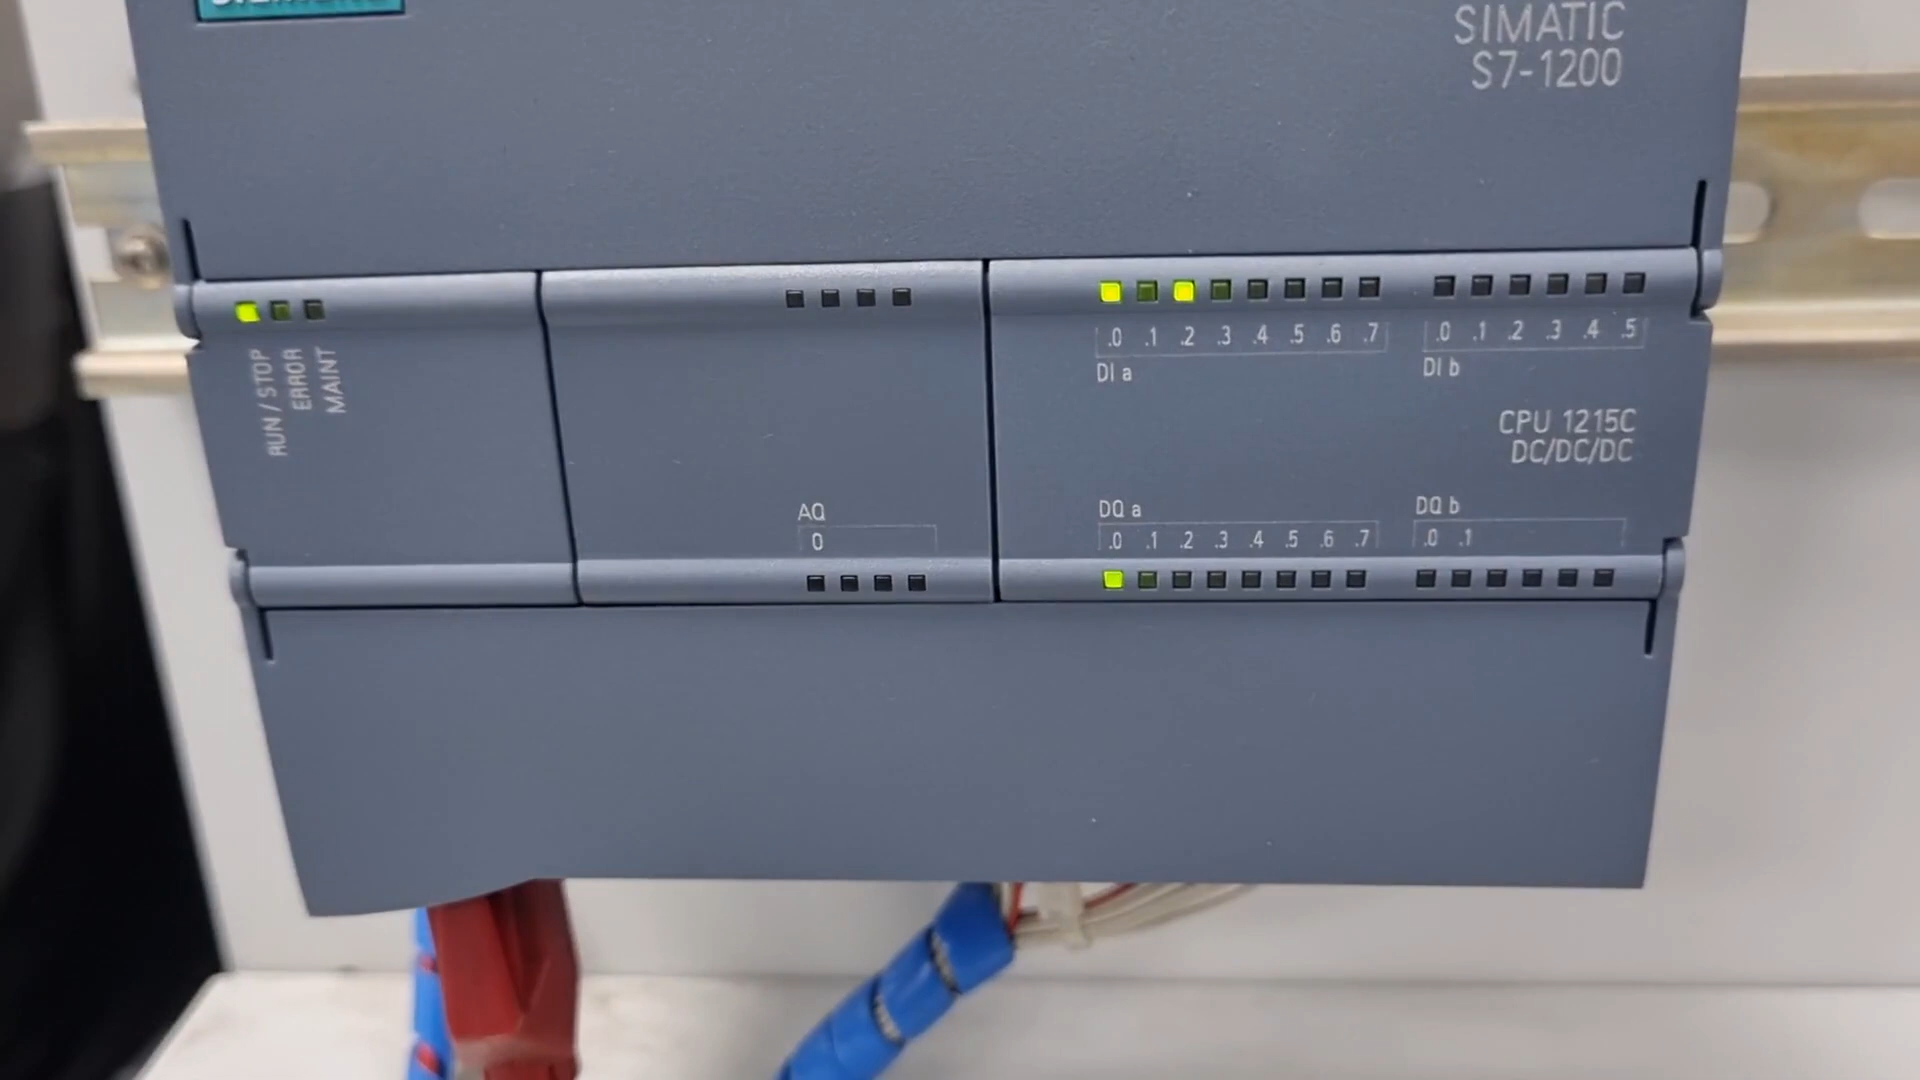 SIMATIC
S7-1200
RUN / STOP
ERROR
MAINT
.0 .1 .2 .3 .4 .5 .6 .7
DI a
.0 .1 .2 .3 .4 .5
DI b
CPU 1215C
DC/DC/DC
AQ
0
DQ a
.0 .1 .2 .3 .4 .5 .6 .7
DQ b
.0 .1